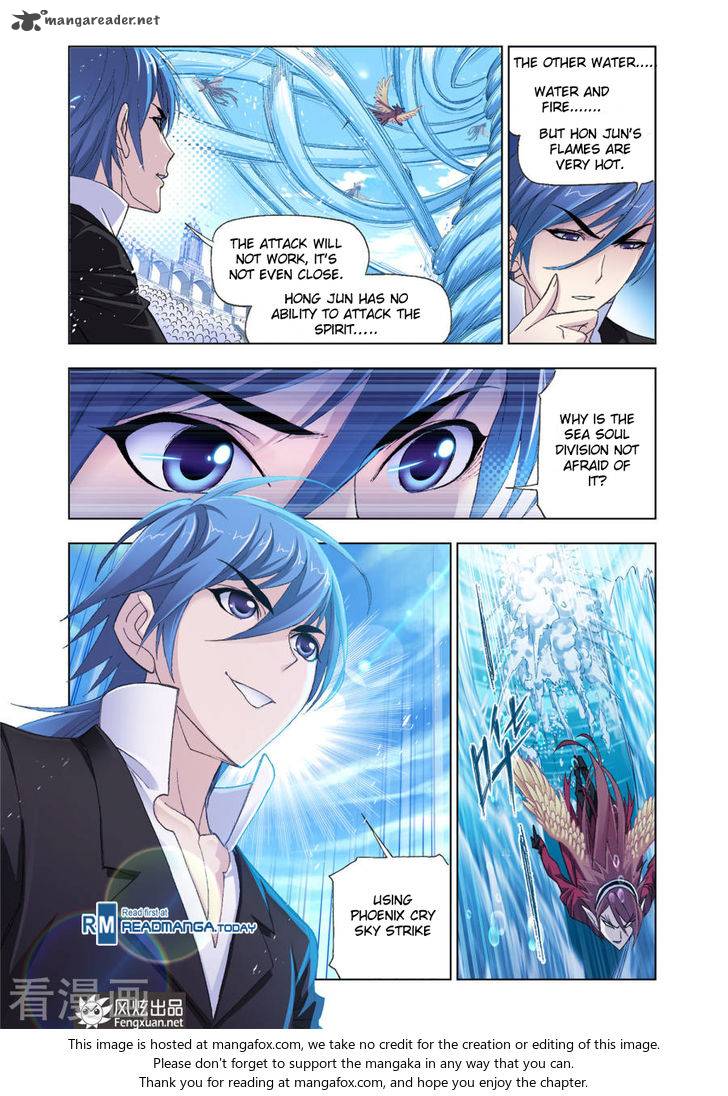 mangareader.net
THE OTHER WATER.....
WATER AND
FIRE.......
BUT HON JUN'S
FLAMES ARE
VERY HOT.
THE ATTACK WILL
NOT WORK, IT'S
NOT EVEN CLOSE.
HONG JUN HAS NO
ABILITY TO ATTACK THE
SPIRIT.....
WHY IS THE
SEA SOUL
DIVISION NOT
AFRAID OF
IT?
USING
PHOENIX CRY
SKY STRIKE
RM Read first at
READMANGA.TODAY
看漫画
风炫出品
Fengxuan.net
This image is hosted at mangafox.com, we take no credit for the creation or editing of this image.
Please don't forget to support the mangaka in any way that you can.
Thank you for reading at mangafox.com, and hope you enjoy the chapter.